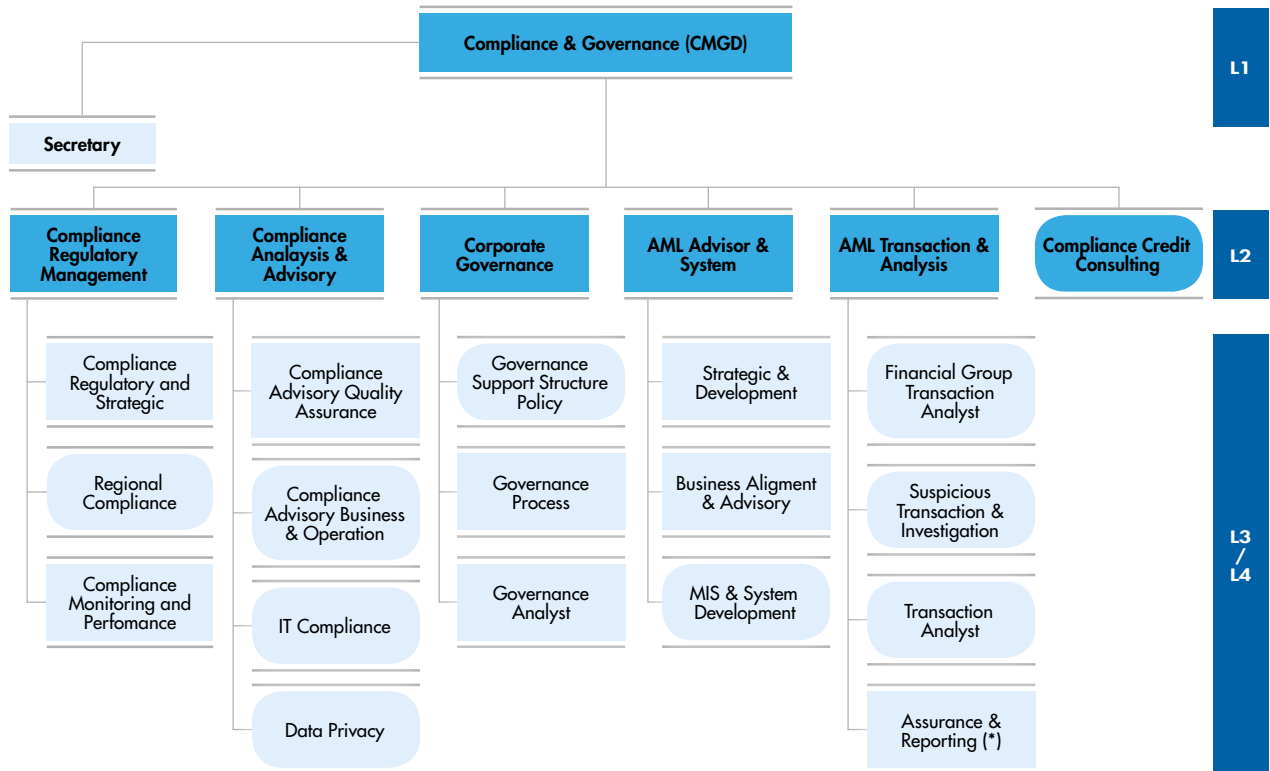 Compliance & Governance (CMGD)
L1
Secretary
Compliance
Regulatory
Management
Compliance
Analaysis &
Advisory
Corporate
Governance
AML Advisor &
System
AML Transaction &
Analysis
Compliance Credit
Consulting
L2
Compliance
Regulatory and
Strategic
Regional
Compliance
Compliance
Monitoring and
Perfomance
Compliance
Advisory Quality
Assurance
Compliance
Advisory Business
& Operation
IT Compliance
Data Privacy
Governance
Support Structure
Policy
Governance
Process
Governance
Analyst
Strategic &
Development
Business Aligment
& Advisory
MIS & System
Development
Financial Group
Transaction
Analyst
Suspicious
Transaction &
Investigation
Transaction
Analyst
Assurance &
Reporting (*)
L3
/
L4